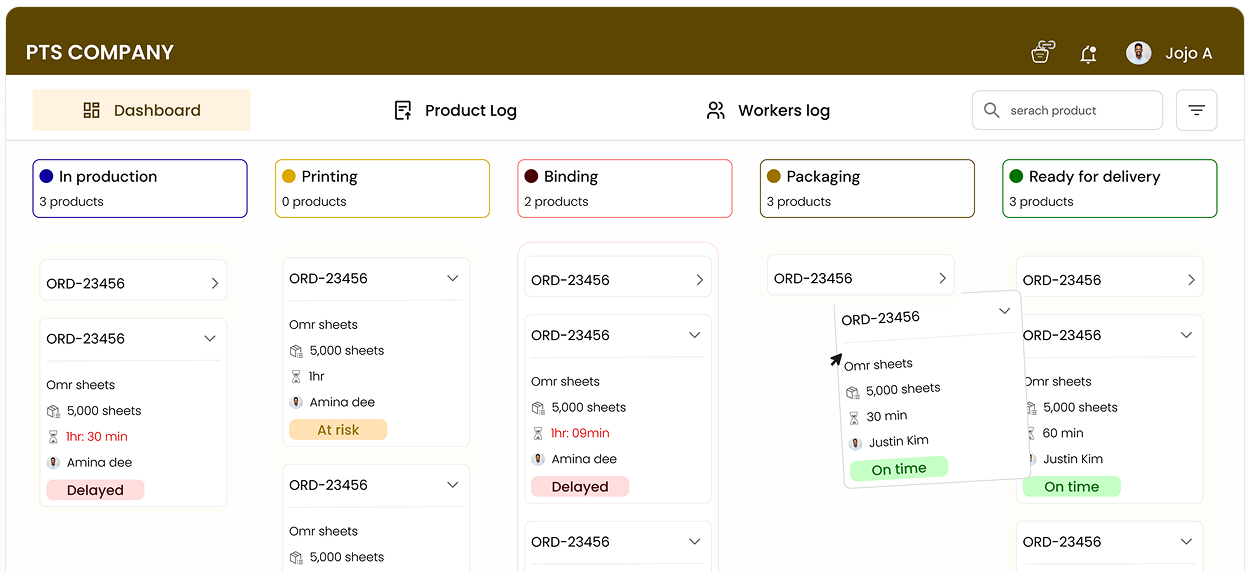 PTS COMPANY
Jojo A
Dashboard
Product Log
Workers log
serach product
In production
3 products
Printing
0 products
Binding
2 products
Packaging
3 products
Ready for delivery
3 products
ORD-23456
ORD-23456
Omr sheets
5,000 sheets
1hr: 30 min
Amina dee
Delayed
ORD-23456
Omr sheets
5,000 sheets
1hr
Amina dee
At risk
ORD-23456
Omr sheets
5,000 sheets
ORD-23456
ORD-23456
Omr sheets
5,000 sheets
1hr: 09min
Amina dee
Delayed
ORD-23456
ORD-23456
ORD-23456
Omr sheets
5,000 sheets
30 min
Justin Kim
On time
ORD-23456
ORD-23456
Omr sheets
5,000 sheets
60 min
Justin Kim
On time
ORD-23456